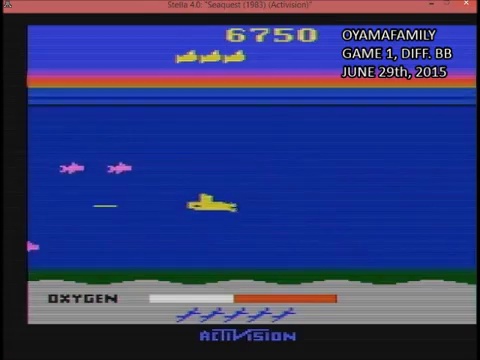 Stella 4.0: "Seaquest (1983) (Activision)"
6750
OYAMAFAMILY
GAME 1, DIFF. BB
JUNE 29th, 2015
OXYGEN
ACTIVISION